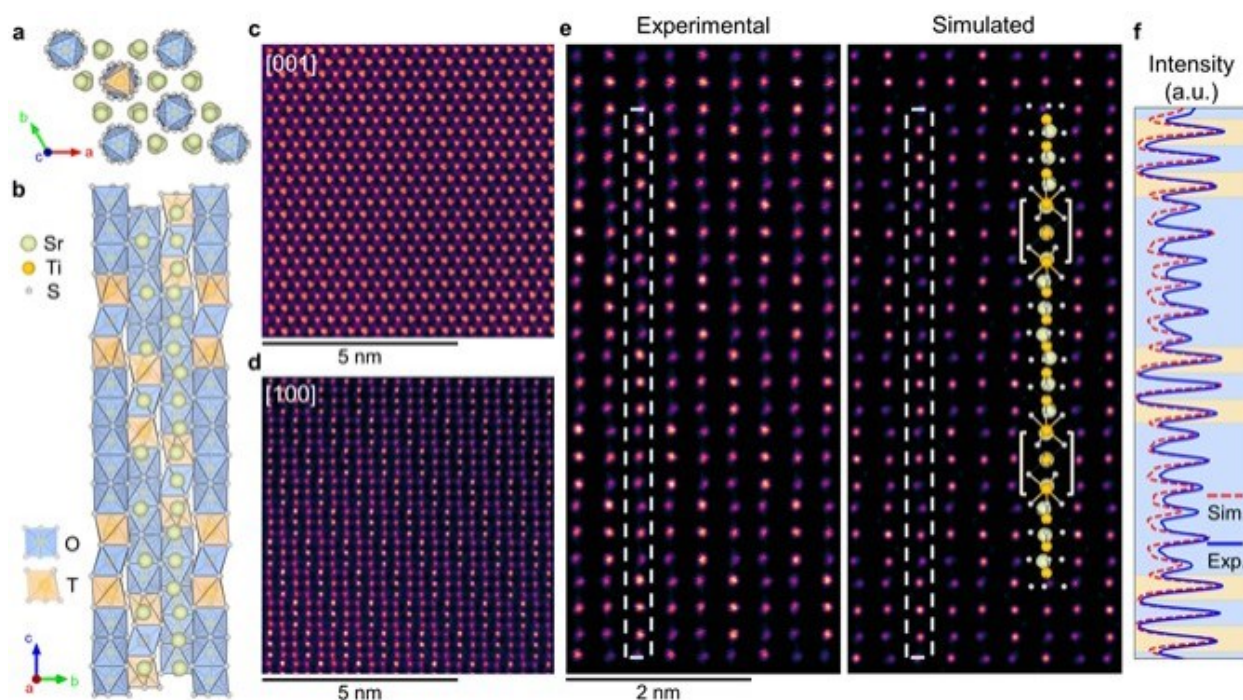 a
b
a
c
b
Sr
Ti
S
O
T
c
a
b
c
[001]
5 nm
d
[100]
5 nm
e
Experimental
Simulated
2 nm
f
Intensity
(a.u.)
Sim.
Exp.